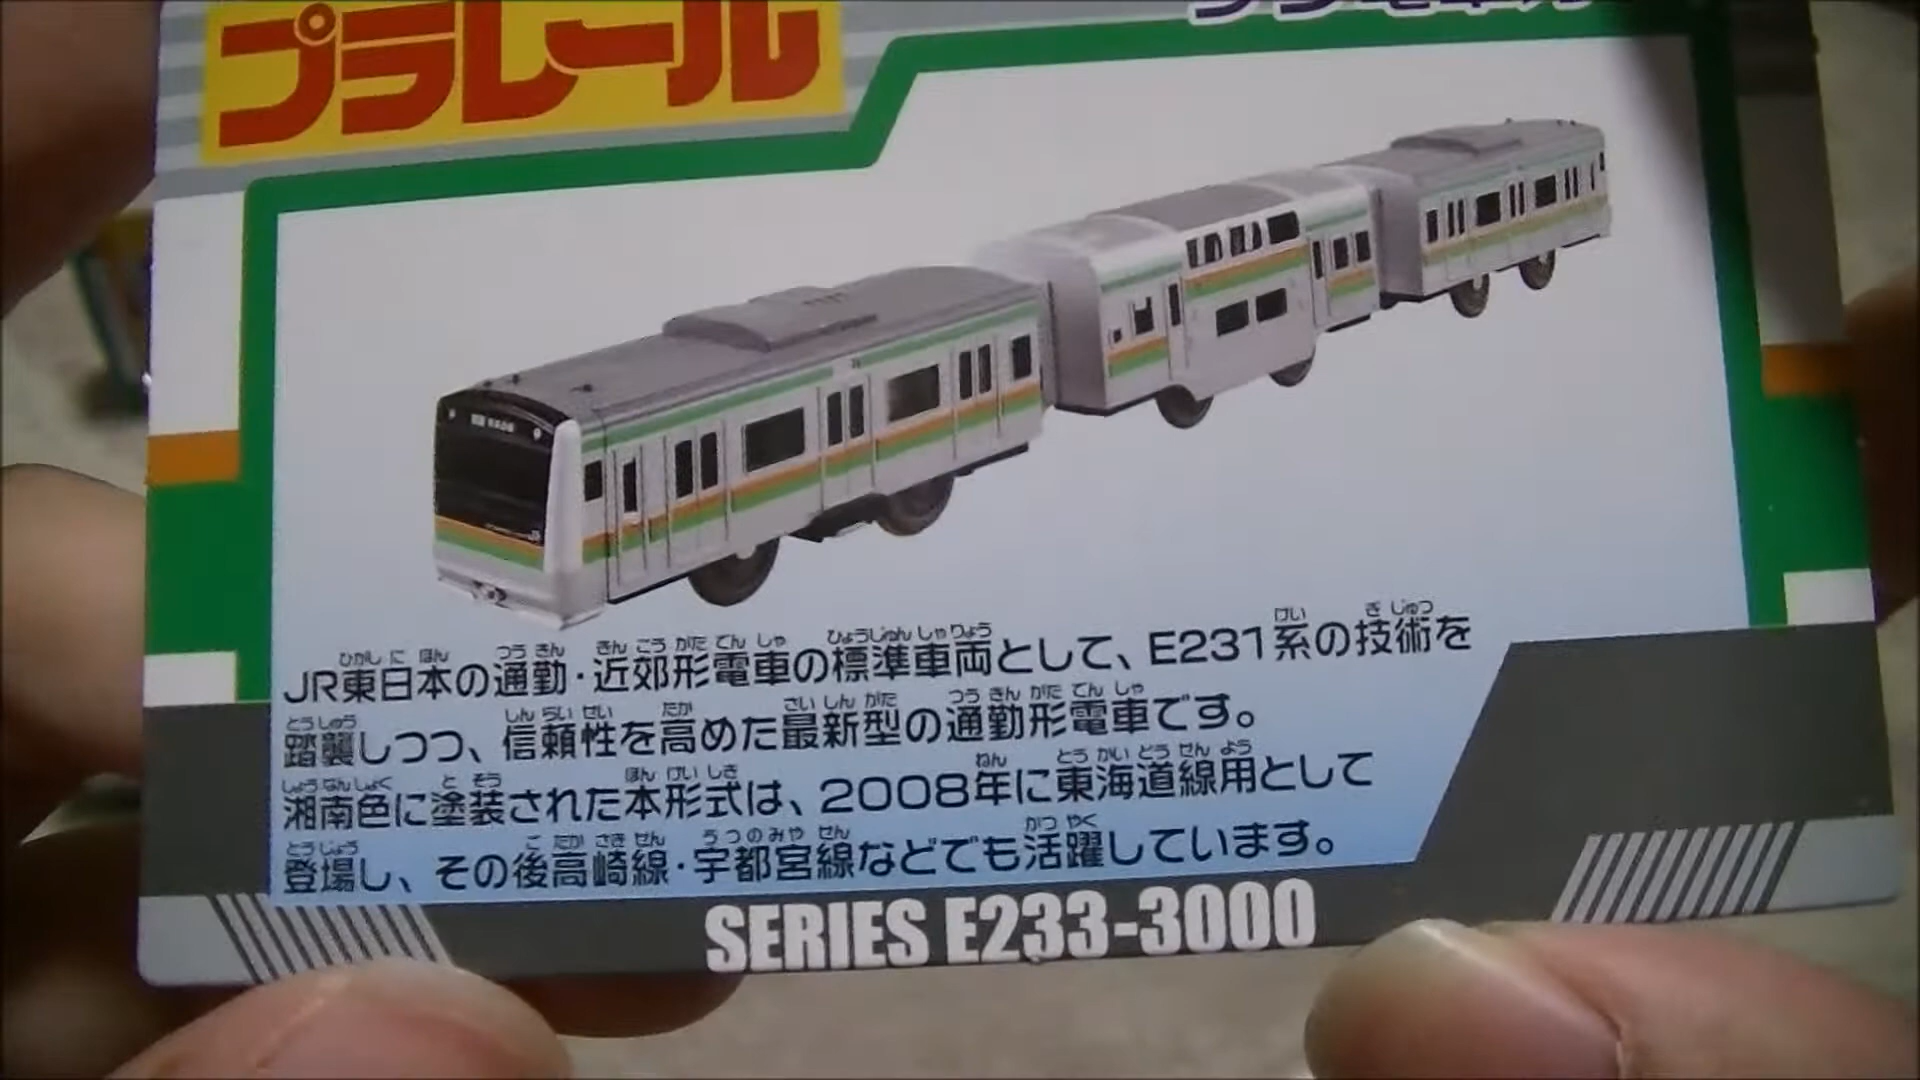 プラレール
JR東日本の通勤・近郊形電車の標準車両として、E231系の技術を
踏襲しつつ、信頼性を高めた最新型の通勤形電車です。
湘南色に塗装された本形式は、2008年に東海道線用として
登場し、その後高崎線・宇都宮線などでも活躍しています。
SERIES E233-3000